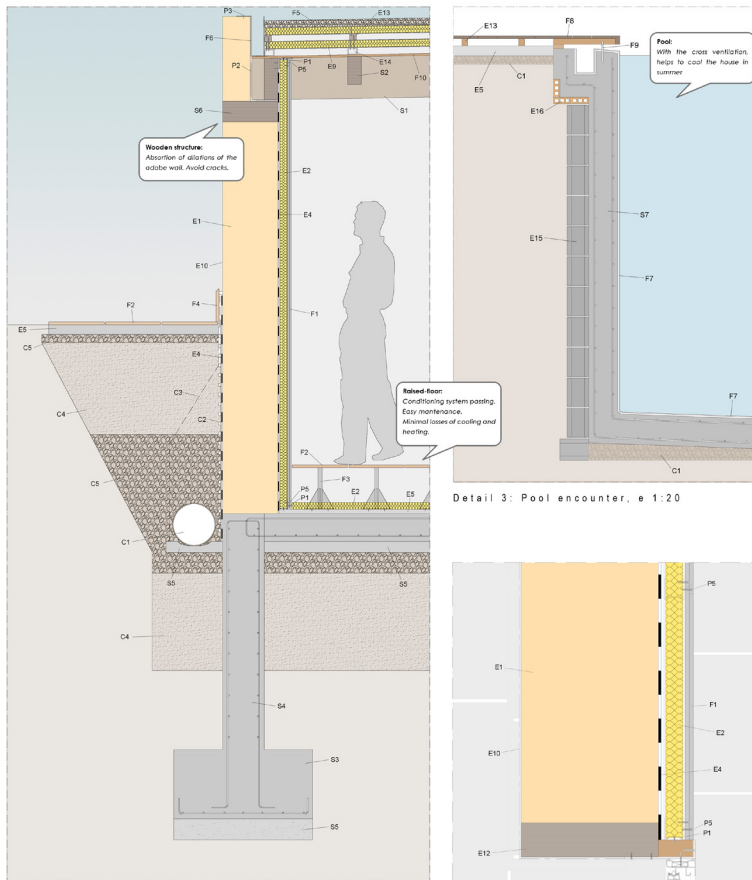 P3
F5
E13
F6
P2
P1
P5
E9
E14
S2
F10
S6
S1
Wooden structure:
Absortion of dilations of the
adobe wall. Avoid cracks.
E2
E1
E4
E10
F4
F2
F1
E5
C5
E4
C3
C4
C2
Raised-floor:
Conditioning system passing.
Easy mantenance.
Minimal losses of cooling and
heating.
F2
C5
F3
P5
P1
E2
E5
C1
S5
S5
C4
S4
S3
S5
E13
F8
F9
E5
C1
Pool:
With the cross ventilation,
helps to cool the house in
summer
E16
S7
E15
F7
F7
C1
Detail 3: Pool encounter, e 1:20
P5
E1
F1
E2
E10
E4
P5
P1
E12